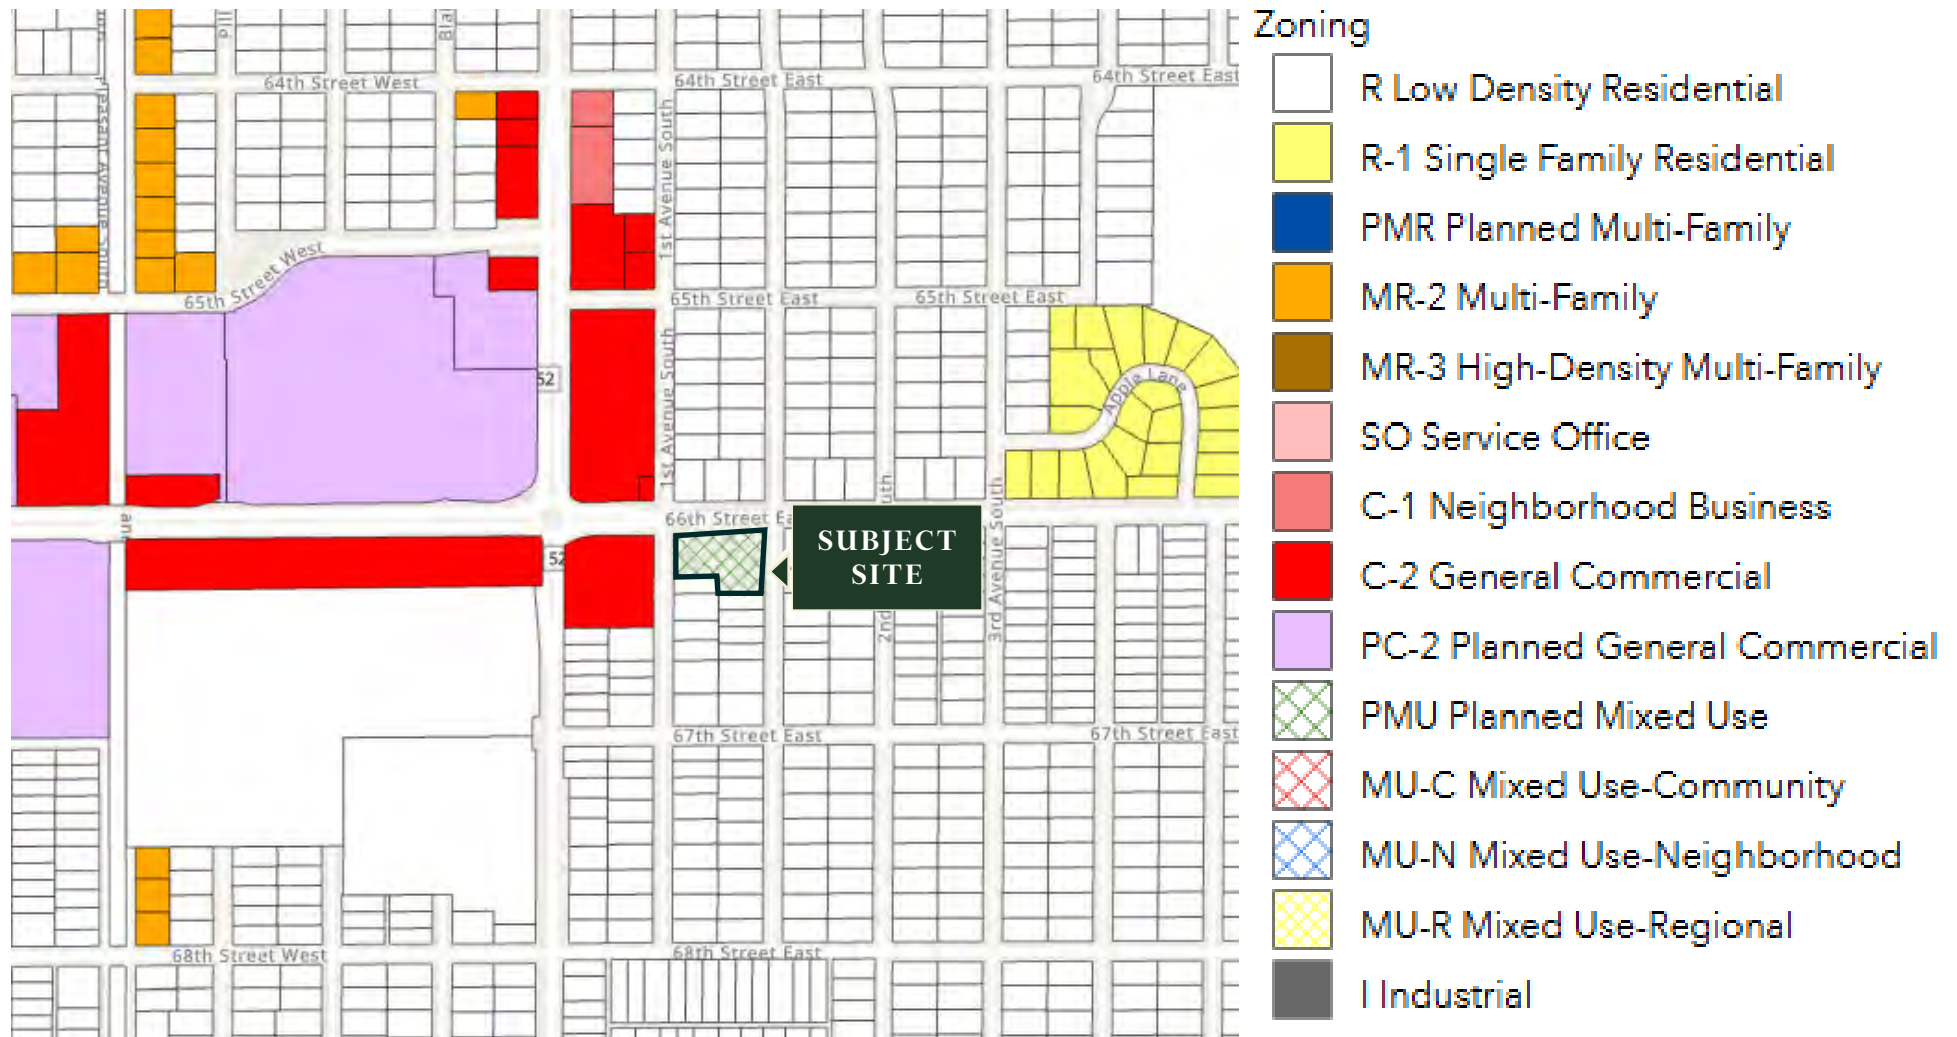 Zoning
R Low Density Residential
R-1 Single Family Residential
PMR Planned Multi-Family
MR-2 Multi-Family
MR-3 High-Density Multi-Family
SO Service Office
C-1 Neighborhood Business
C-2 General Commercial
PC-2 Planned General Commercial
PMU Planned Mixed Use
MU-C Mixed Use-Community
MU-N Mixed Use-Neighborhood
MU-R Mixed Use-Regional
I Industrial
64th Street West
64th Street East
64th Street East
1st Avenue South
65th Street West
65th Street East
65th Street East
52
1st Avenue South
Apple Lane
66th Street
SUBJECT
SITE
52
2nd
3rd Avenue South
67th Street East
67th Street East
68th Street West
68th Street East